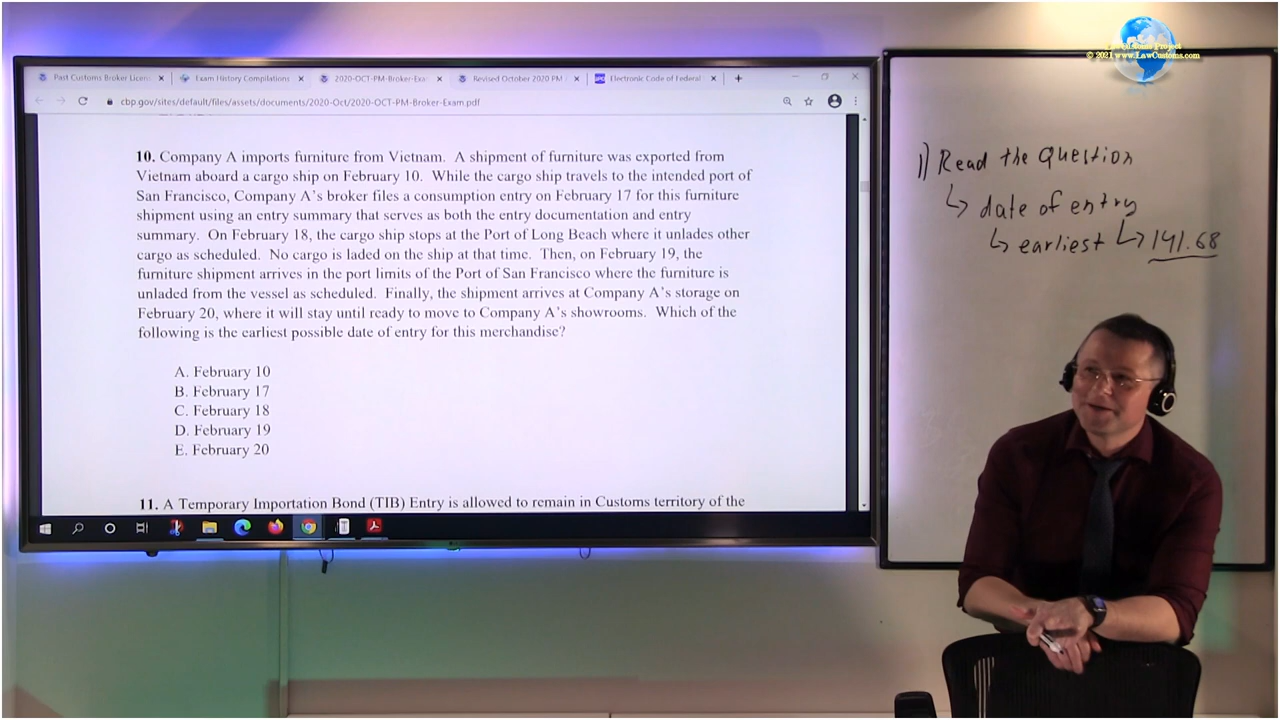 LawCustoms Project
© 2021 www.LawCustoms.com
Past Customs Broker Licens
Exam History Compilations
2020-OCT-PM-Broker-Exa
Revised October 2020 PM
Electronic Code of Federal
cbp.gov/sites/default/files/assets/documents/2020-Oct/2020-OCT-PM-Broker-Exam.pdf
10. Company A imports furniture from Vietnam. A shipment of furniture was exported from
Vietnam aboard a cargo ship on February 10. While the cargo ship travels to the intended port of
San Francisco, Company A's broker files a consumption entry on February 17 for this furniture
shipment using an entry summary that serves as both the entry documentation and entry
summary. On February 18, the cargo ship stops at the Port of Long Beach where it unlades other
cargo as scheduled. No cargo is laded on the ship at that time. Then, on February 19, the
furniture shipment arrives in the port limits of the Port of San Francisco where the furniture is
unladed from the vessel as scheduled. Finally, the shipment arrives at Company A's storage on
February 20, where it will stay until ready to move to Company A's showrooms. Which of the
following is the earliest possible date of entry for this merchandise?
A. February 10
B. February 17
C. February 18
D. February 19
E. February 20
11. A Temporary Importation Bond (TIB) Entry is allowed to remain in Customs territory of the
1) Read the Question
↳ date of entry
↳ earliest ↳ 141.68